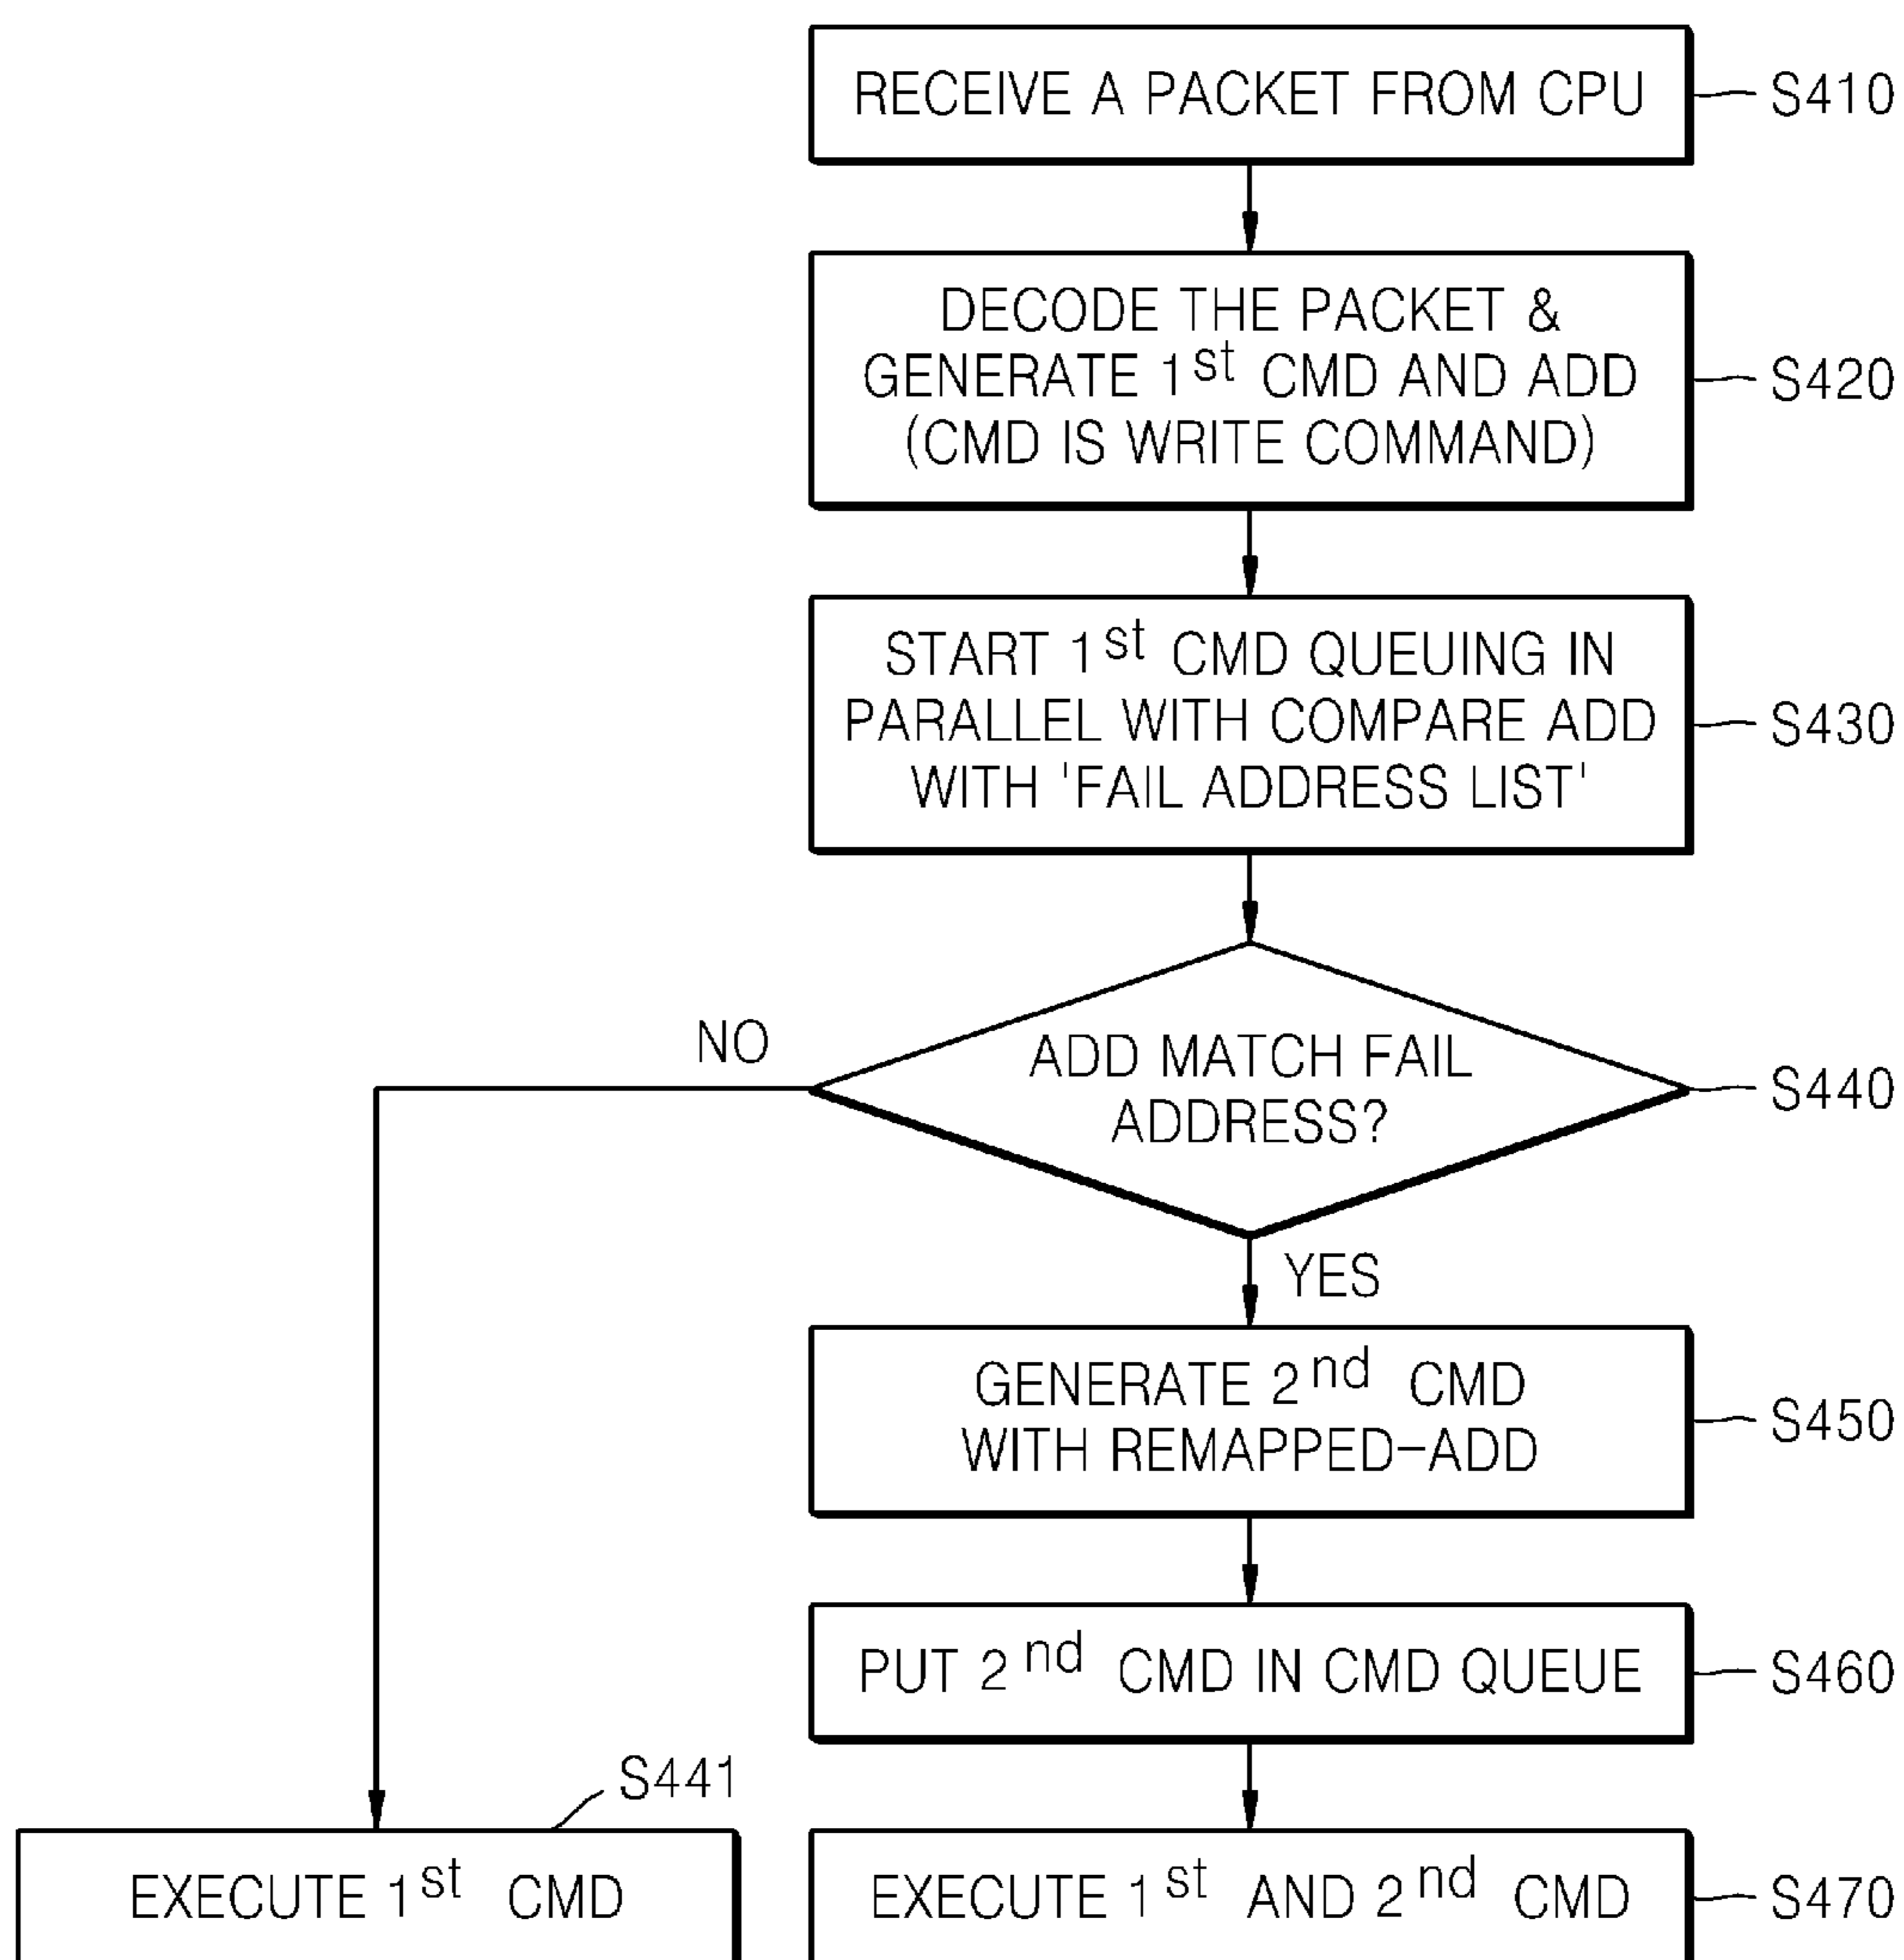 RECEIVE A PACKET FROM CPU
S410
DECODE THE PACKET &
GENERATE 1st CMD AND ADD
(CMD IS WRITE COMMAND)
S420
START 1st CMD QUEUING IN
PARALLEL WITH COMPARE ADD
WITH 'FAIL ADDRESS LIST'
S430
ADD MATCH FAIL
ADDRESS?
S440
NO
YES
GENERATE 2nd CMD
WITH REMAPPED-ADD
S450
PUT 2nd CMD IN CMD QUEUE
S460
S441
EXECUTE 1st CMD
EXECUTE 1st AND 2nd CMD
S470